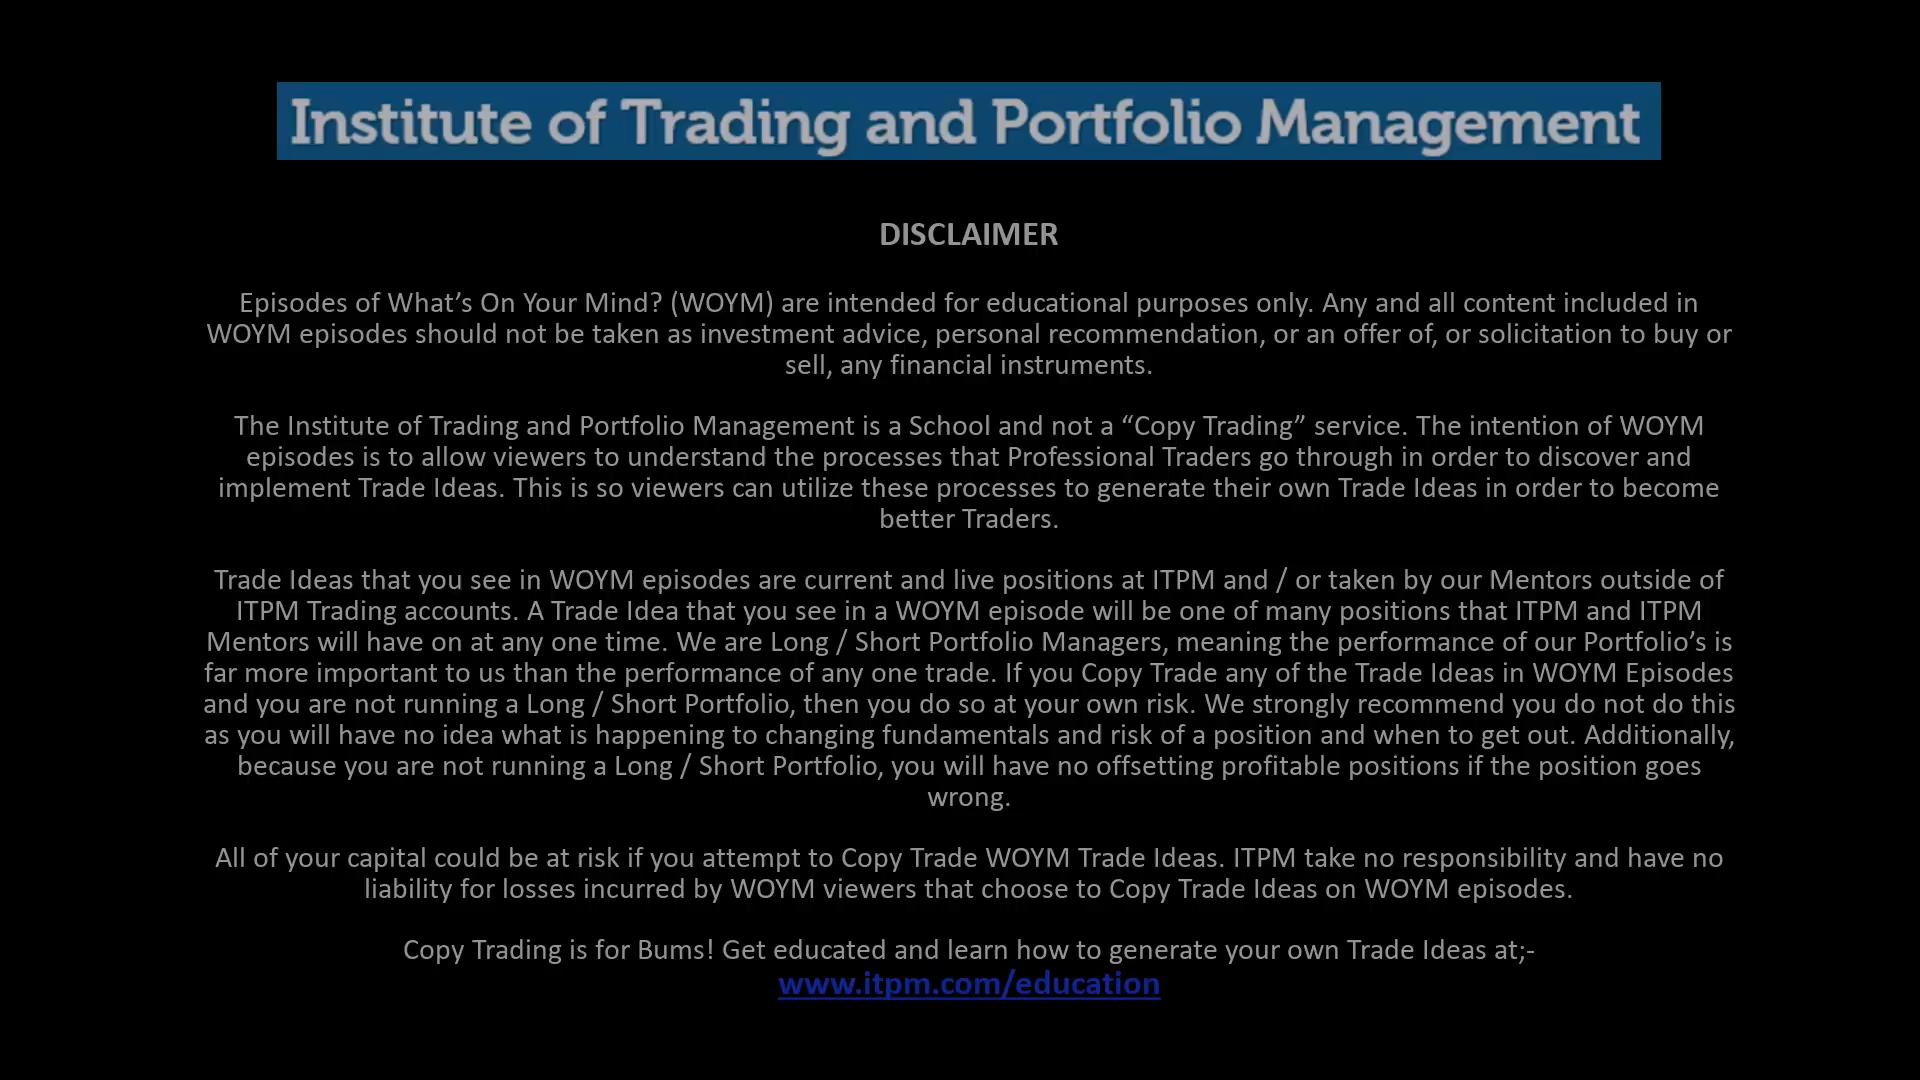 Institute of Trading and Portfolio Management
DISCLAIMER
Episodes of What’s On Your Mind? (WOYM) are intended for educational purposes only. Any and all content included in
WOYM episodes should not be taken as investment advice, personal recommendation, or an offer of, or solicitation to buy or
sell, any financial instruments.
The Institute of Trading and Portfolio Management is a School and not a “Copy Trading” service. The intention of WOYM
episodes is to allow viewers to understand the processes that Professional Traders go through in order to discover and
implement Trade Ideas. This is so viewers can utilize these processes to generate their own Trade Ideas in order to become
better Traders.
Trade Ideas that you see in WOYM episodes are current and live positions at ITPM and / or taken by our Mentors outside of
ITPM Trading accounts. A Trade Idea that you see in a WOYM episode will be one of many positions that ITPM and ITPM
Mentors will have on at any one time. We are Long / Short Portfolio Managers, meaning the performance of our Portfolio’s is
far more important to us than the performance of any one trade. If you Copy Trade any of the Trade Ideas in WOYM Episodes
and you are not running a Long / Short Portfolio, then you do so at your own risk. We strongly recommend you do not do this
as you will have no idea what is happening to changing fundamentals and risk of a position and when to get out. Additionally,
because you are not running a Long / Short Portfolio, you will have no offsetting profitable positions if the position goes
wrong.
All of your capital could be at risk if you attempt to Copy Trade WOYM Trade Ideas. ITPM take no responsibility and have no
liability for losses incurred by WOYM viewers that choose to Copy Trade Ideas on WOYM episodes.
Copy Trading is for Bums! Get educated and learn how to generate your own Trade Ideas at;-
www.itpm.com/education